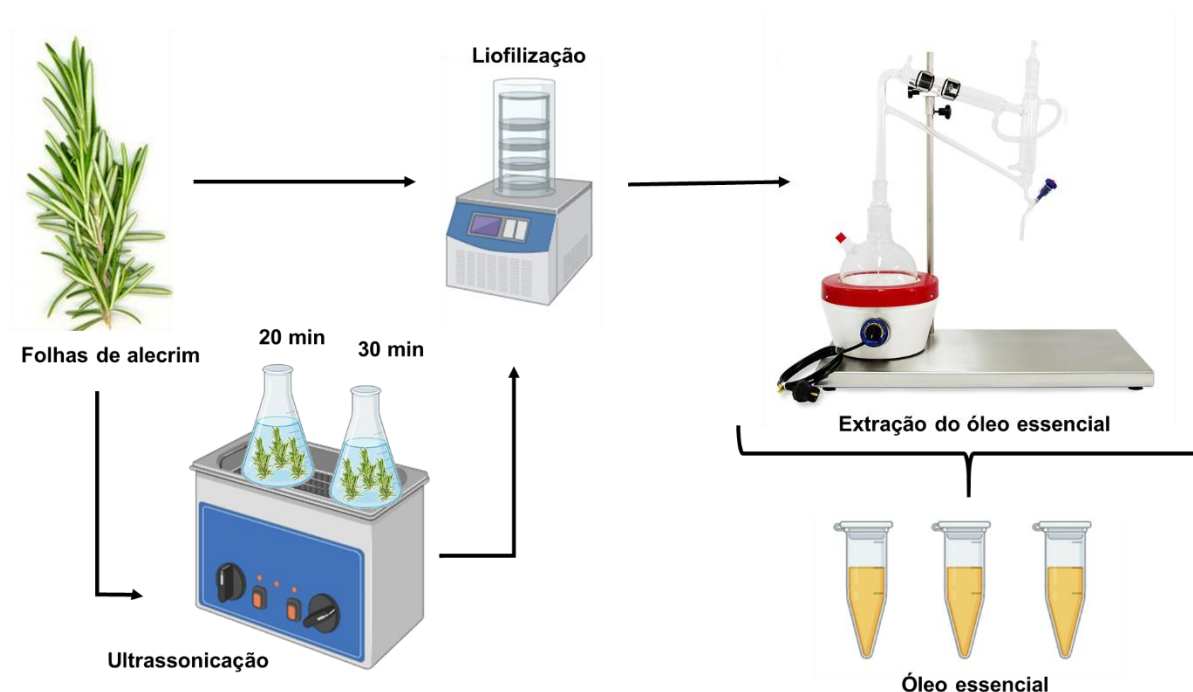 Liofilização
Folhas de alecrim
20 min
30 min
Ultrassonicação
Extração do óleo essencial
Óleo essencial